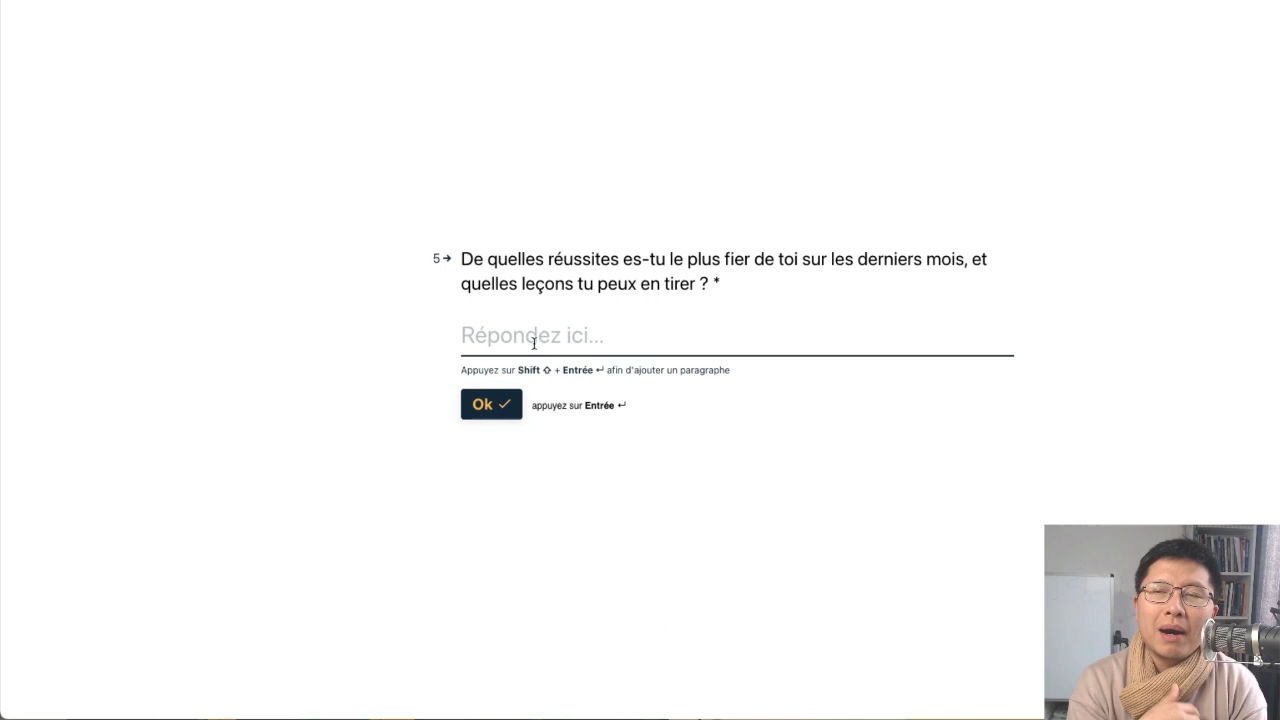 5→ De quelles réussites es-tu le plus fier de toi sur les derniers mois, et
quelles leçons tu peux en tirer ? *
Répondez ici...
Appuyez sur Shift ⇧ + Entrée ↵ afin d'ajouter un paragraphe
Ok ✓ appuyez sur Entrée ↵